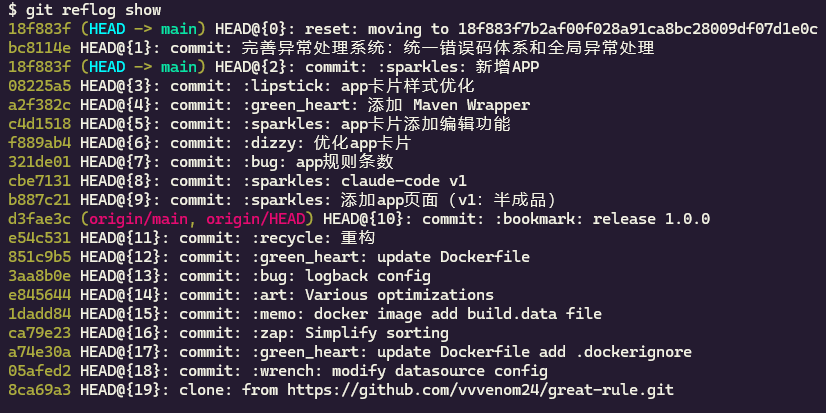 $ git reflog show
18f883f (HEAD -> main) HEAD@{0}: reset: moving to 18f883f7b2af00f028a91ca8bc28009df07d1e0c
bc8114e HEAD@{1}: commit: 完善异常处理系统：统一错误码体系和全局异常处理
18f883f (HEAD -> main) HEAD@{2}: commit: :sparkles: 新增APP
08225a5 HEAD@{3}: commit: :lipstick: app卡片样式优化
a2f382c HEAD@{4}: commit: :green_heart: 添加 Maven Wrapper
c4d1518 HEAD@{5}: commit: :sparkles: app卡片添加编辑功能
f889ab4 HEAD@{6}: commit: :dizzy: 优化app卡片
321de01 HEAD@{7}: commit: :bug: app规则条数
cbe7131 HEAD@{8}: commit: :sparkles: claude-code v1
b887c21 HEAD@{9}: commit: :sparkles: 添加app页面（v1：半成品）
d3fae3c (origin/main, origin/HEAD) HEAD@{10}: commit: :bookmark: release 1.0.0
e54c531 HEAD@{11}: commit: :recycle: 重构
851c9b5 HEAD@{12}: commit: :green_heart: update Dockerfile
3aa8b0e HEAD@{13}: commit: :bug: logback config
e845644 HEAD@{14}: commit: :art: Various optimizations
1dadd84 HEAD@{15}: commit: :memo: docker image add build.data file
ca79e23 HEAD@{16}: commit: :zap: Simplify sorting
a74e30a HEAD@{17}: commit: :green_heart: update Dockerfile add .dockerignore
05afed2 HEAD@{18}: commit: :wrench: modify datasource config
8ca69a3 HEAD@{19}: clone: from https://github.com/vvvenom24/great-rule.git